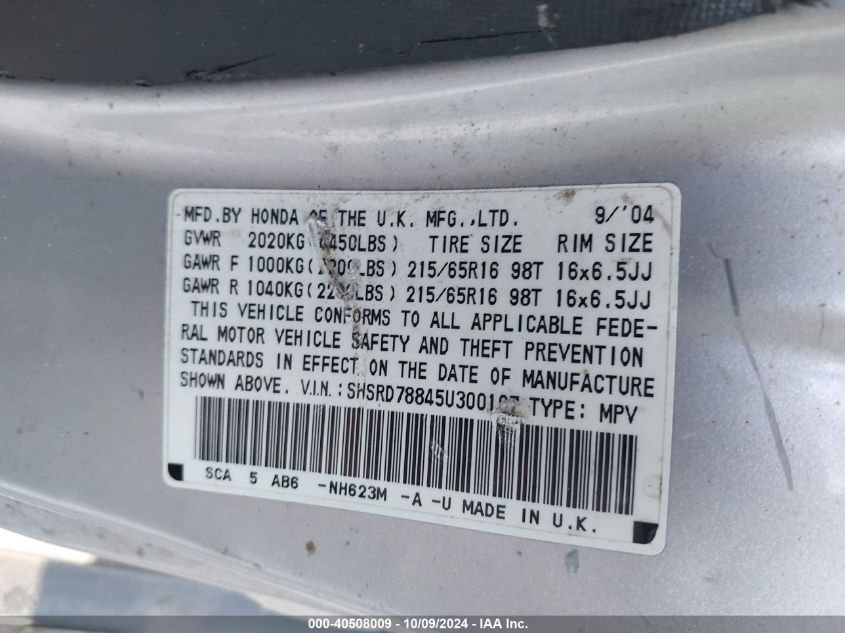 MFD.BY HONDA OF THE U.K. MFG.,LTD. 9/'04
GVWR 2020KG( TIRE SIZE RIM SIZE
GAWR F 1000KG( 215/65R16 98T 16x6.5JJ
GAWR R 1040KG( 215/65R16 98T 16x6.5JJ
THIS VEHICLE CONFORMS TO ALL APPLICABLE FEDE-
RAL MOTOR VEHICLE SAFETY AND THEFT PREVENTION
STANDARDS IN EFFECT ON THE DATE OF MANUFACTURE
SHOWN ABOVE. V.I.N.: TYPE: MPV
SCA 5 AB6 -NH623M -A -U MADE IN U.K.
000-40508009 - 10/09/2024 - IAA Inc.